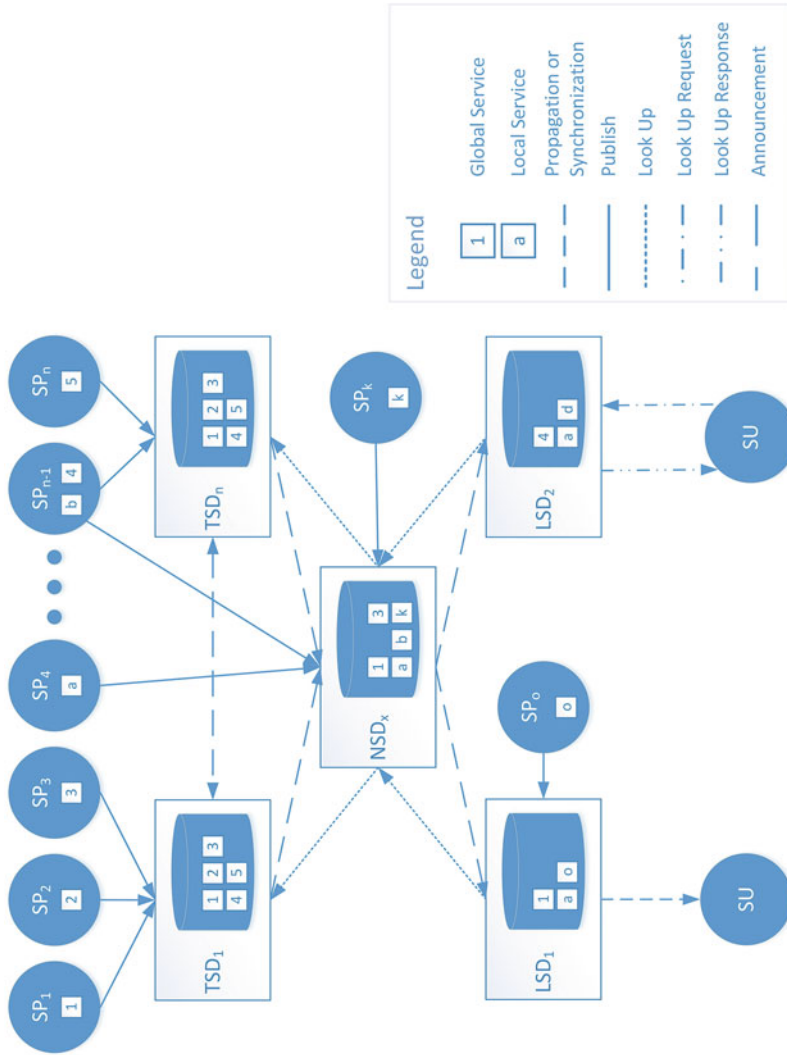 SP1
1
SP2
2
SP3
3
SP4
a
SPn-1
b 4
SPn
5
TSD1
1 2 3
4 5
TSDn
1 2 3
4 5
NSDx
1 3
a b k
SPk
k
LSD1
1
a o
SPo
o
LSD2
4
a d
SU
SU
Legend
1 Global Service
a Local Service
Propagation or
Synchronization
Publish
Look Up
Look Up Request
Look Up Response
Announcement